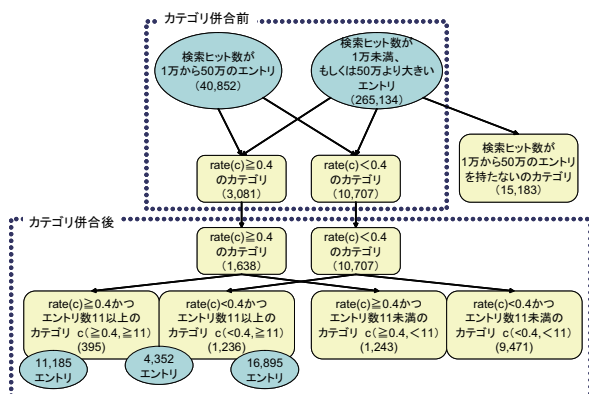 カテゴリ併合前
検索ヒット数が
1万から50万のエントリ
(40,852)
検索ヒット数が
1万未満、
もしくは50万より大きい
エントリ
(265,134)
rate(c)≧0.4
のカテゴリ
(3,081)
rate(c)<0.4
のカテゴリ
(10,707)
検索ヒット数が
1万から50万のエントリ
を持たないのカテゴリ
(15,183)
カテゴリ併合後
rate(c)≧0.4
のカテゴリ
(1,638)
rate(c)<0.4
のカテゴリ
(10,707)
rate(c)≧0.4かつ
エントリ数11以上の
カテゴリ c(≧0.4,≧11)
(395)
rate(c)<0.4かつ
エントリ数11以上の
カテゴリ c(<0.4,≧11)
(1,236)
rate(c)≧0.4かつ
エントリ数11未満の
カテゴリ c(≧0.4,<11)
(1,243)
rate(c)<0.4かつ
エントリ数11未満の
カテゴリ c(<0.4,<11)
(9,471)
11,185
エントリ
4,352
エントリ
16,895
エントリ